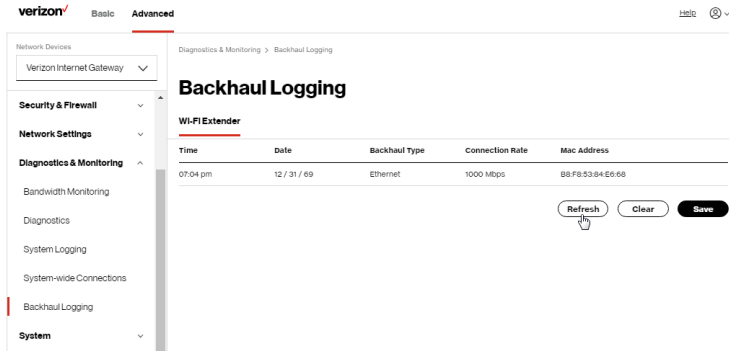 verizon✓ Basic Advanced Help
Network Devices
Verizon Internet Gateway
Security & Firewall
Network Settings
Diagnostics & Monitoring
Bandwidth Monitoring
Diagnostics
System Logging
System-wide Connections
Backhaul Logging
System
Diagnostics & Monitoring > Backhaul Logging
Backhaul Logging
Wi-Fi Extender
Time Date Backhaul Type Connection Rate Mac Address
07:04 pm 12 / 31 / 69 Ethernet 1000 Mbps B8:F8:53:84:E6:68
Refresh Clear Save